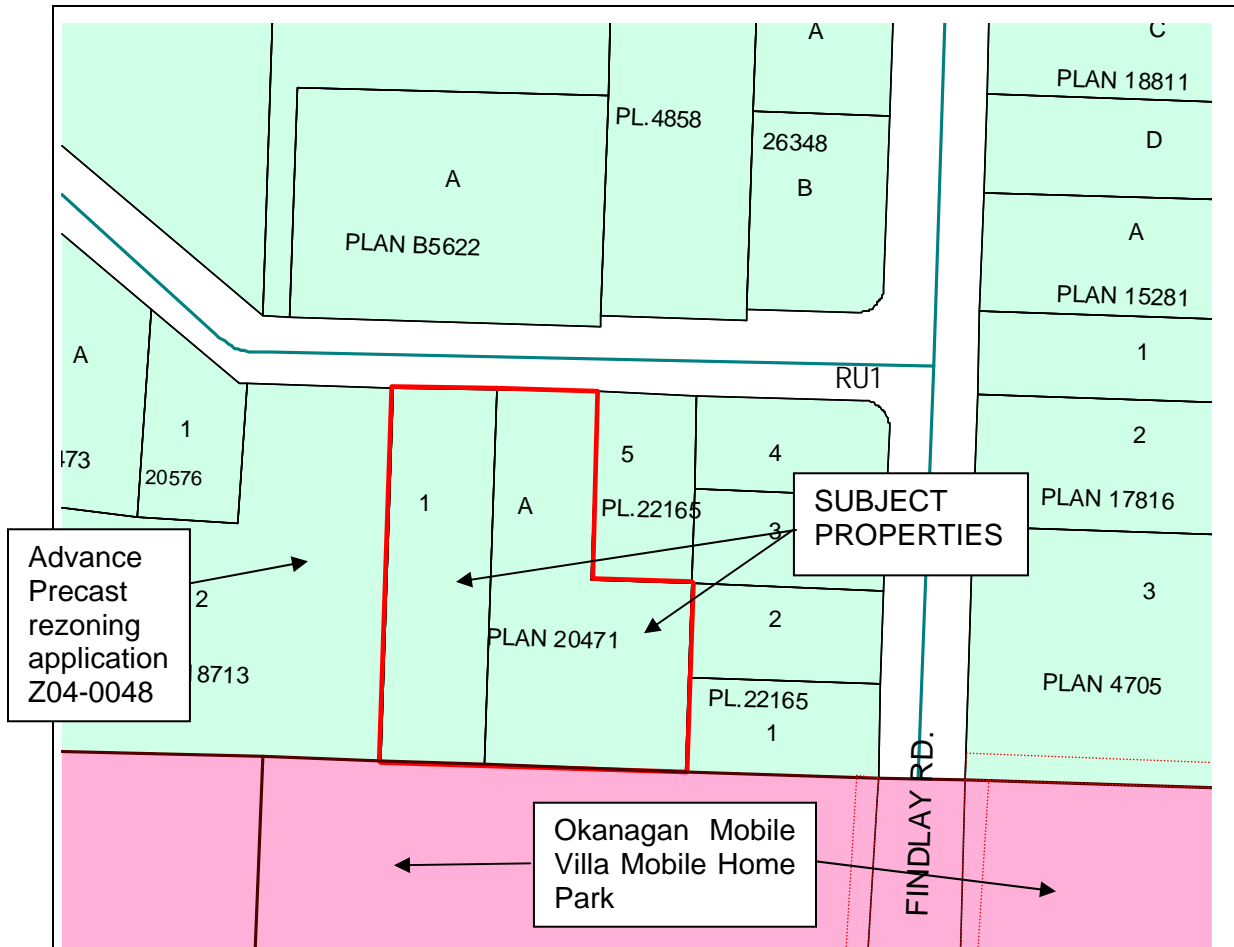 A
C
PLAN 18811
PL.4858
26348
D
A
B
PLAN B5622
A
PLAN 15281
1
RU1
A
1
473
20576
1
A
5
PL.22165
4
3
2
PLAN 17816
SUBJECT
PROPERTIES
Advance
Precast
rezoning
application
Z04-0048
2
18713
PLAN 20471
2
3
PL.22165
1
PLAN 4705
FINDLAY RD.
Okanagan Mobile
Villa Mobile Home
Park